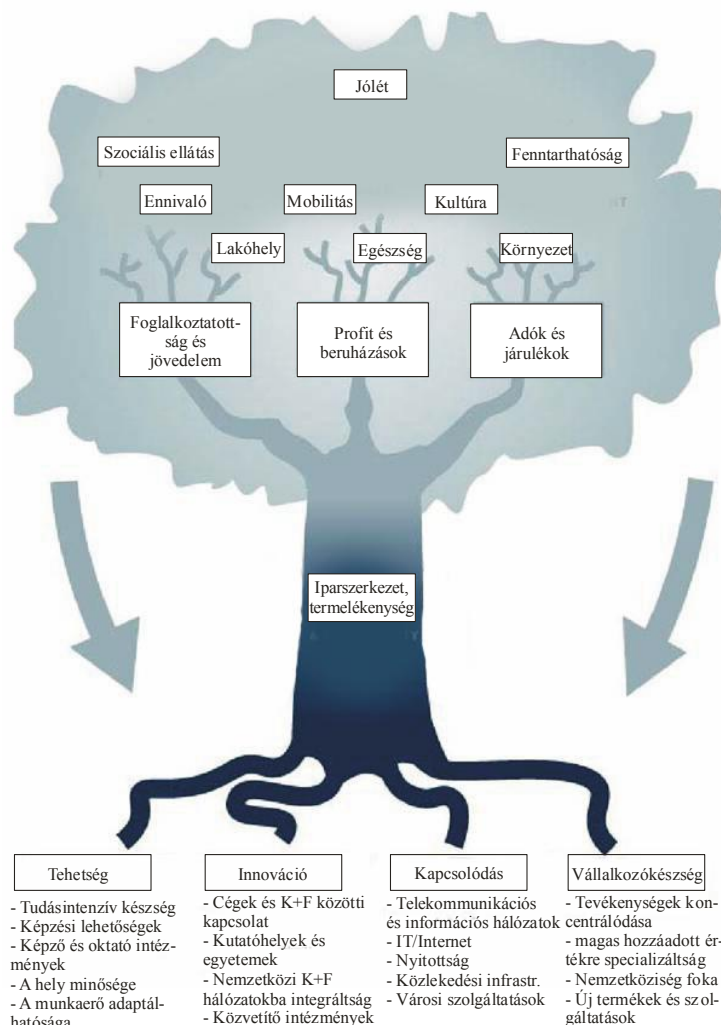 Jólét
Szociális ellátás
Fenntarthatóság
Ennivaló
Mobilitás
Kultúra
Lakóhely
Egészség
Környezet
Foglalkoztatott-
ság és
jövedelem
Profit és
beruházások
Adók és
járulékok
Iparszerkezet,
termelékenység
Tehetség
- Tudásintenzív készség
- Képzési lehetőségek
- Képző és oktató intéz-
mények
- A hely minősége
- A munkaerő adaptál-
hatósága
Innováció
- Cégek és K+F közötti
kapcsolat
- Kutatóhelyek és
egyetemek
- Nemzetközi K+F
hálózatokba integráltság
- Közvetítő intézmények
Kapcsolódás
- Telekommunikációs
és információs hálózatok
- IT/Internet
- Nyitottság
- Közlekedési infrastr.
- Városi szolgáltatások
Vállalkozókészség
- Tevékenységek kon-
centrálódása
- magas hozzáadott ér-
tékre specializáltság
- Nemzetköziség foka
- Új termékek és szol-
gáltatások